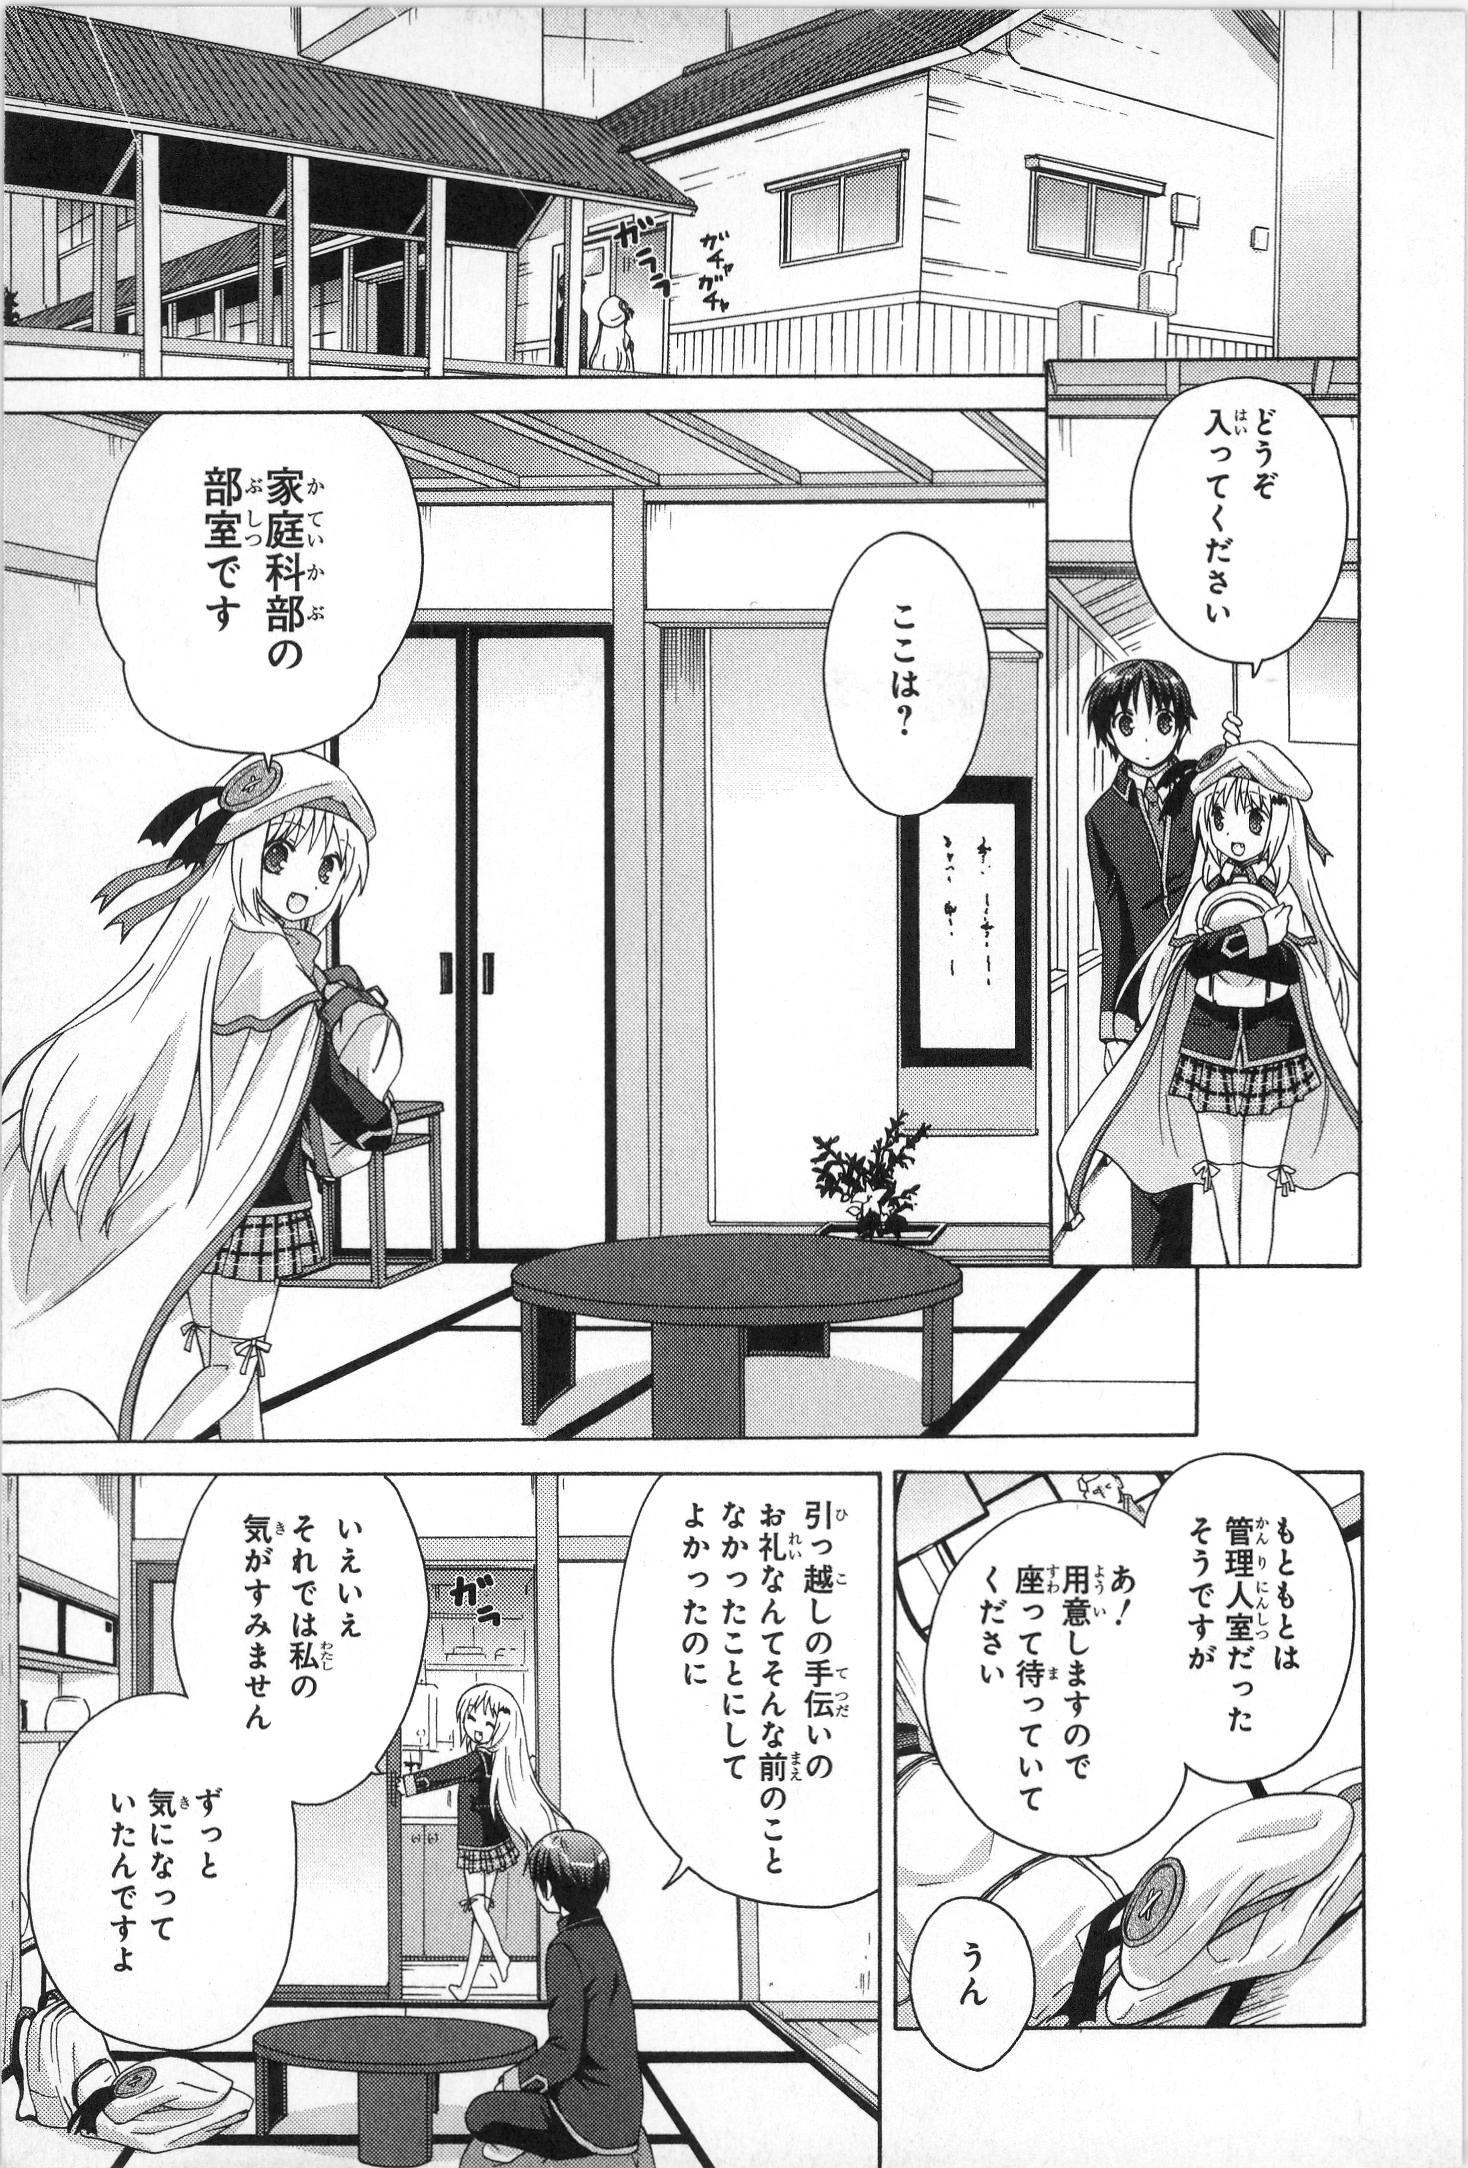 ガチャ
ガチャ
ガララ
どうぞ
入ってください
ここは？
家庭科部の
部室です
もともとは
管理人室だった
そうですが
あ！
用意しますので
座って待っていて
ください
うん
引っ越しの手伝いの
お礼なんてそんな前のこと
なかったことにして
よかったのに
ガラ
いえいえ
それでは私の
気がすみません
ずっと
気になって
いたんですよ